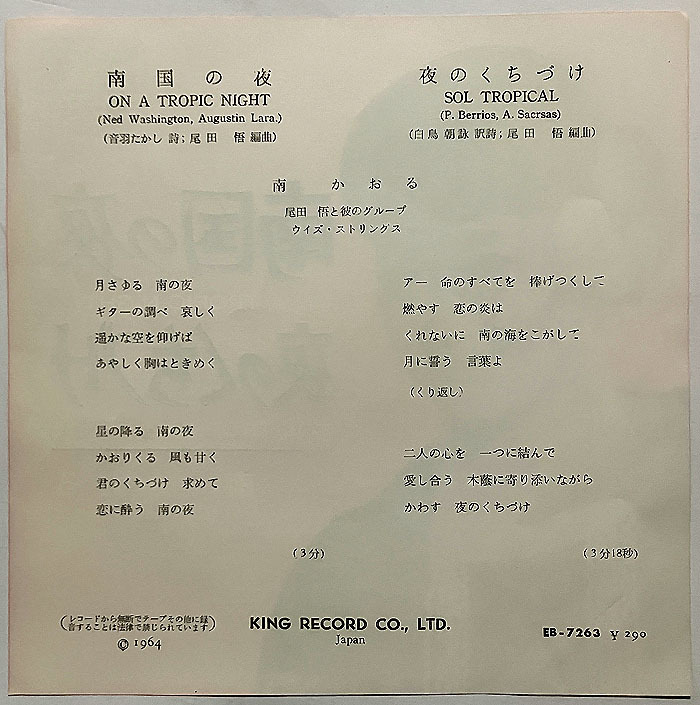 南国の夜
ON A TROPIC NIGHT
(Ned Washington, Augustin Lara.)
(音羽たかし 詩; 尾田 悟 編曲)
夜のくちづけ
SOL TROPICAL
(P. Berrios, A. Sacrsas)
(白鳥朝詠 訳詩; 尾田 悟 編曲)
南 かおる
尾田 悟と彼のグループ
ウイズ・ストリングス
月さゆる 南の夜
ギターの調べ 哀しく
遥かな空を仰げば
あやしく胸はときめく
星の降る 南の夜
かおりくる 風も甘く
君のくちづけ 求めて
恋に酔う 南の夜
(3分)
アー 命のすべてを 捧げつくして
燃やす 恋の炎は
くれないに 南の海をこがして
月に誓う 言葉よ
(くり返し)
二人の心を 一つに結んで
愛し合う 木蔭に寄り添いながら
かわす 夜のくちづけ
(3分18秒)
(レコードから無断でテープその他に録
音することは法律で禁じられています)
© 1964
KING RECORD CO., LTD.
Japan
EB-7263 ¥290